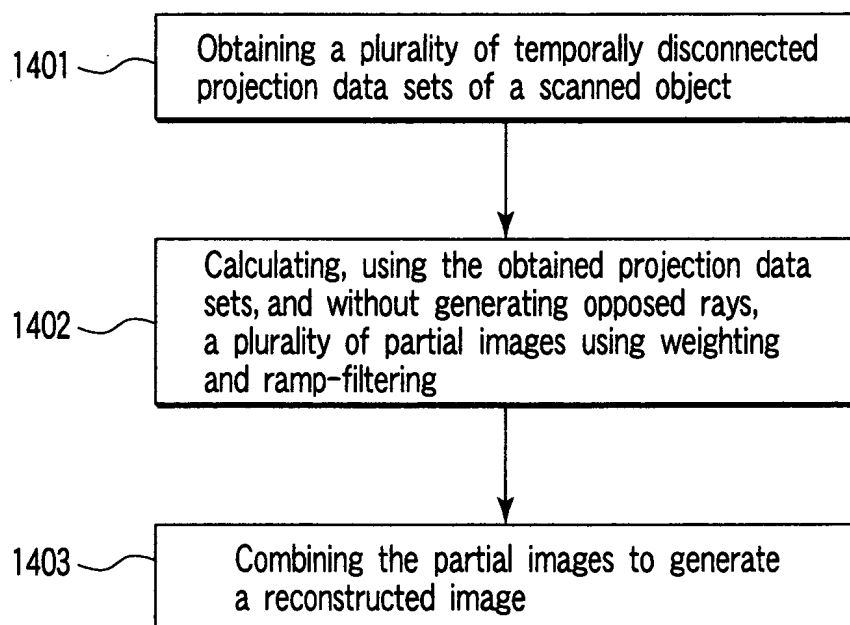 1401
Obtaining a plurality of temporally disconnected
projection data sets of a scanned object
1402
Calculating, using the obtained projection data
sets, and without generating opposed rays,
a plurality of partial images using weighting
and ramp-filtering
1403
Combining the partial images to generate
a reconstructed image